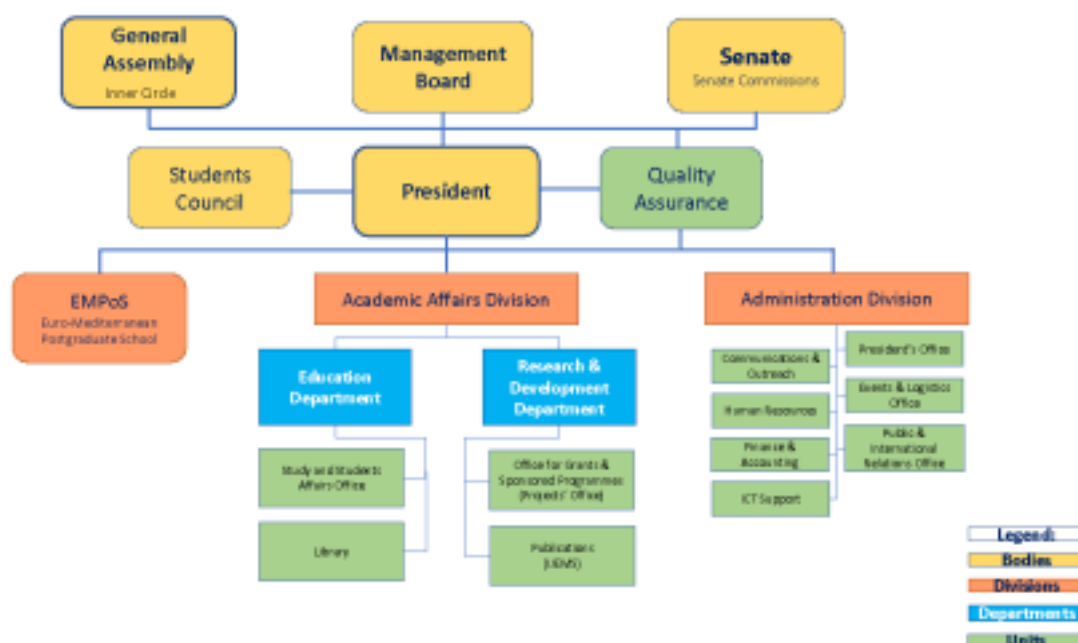 General
Assembly
Inner Circle
Management
Board
Senate
Senate Commissions
Students
Council
President
Quality
Assurance
EMPoS
Euro-Mediterranean
Postgraduate School
Academic Affairs Division
Administration Division
Education
Department
Research &
Development
Department
Study and Students
Affairs Office
Library
Office for Grants &
Sponsored Programmes
(Projects' Office)
Publications
Communications &
Outreach
Human Resources
Finance &
Accounting
ICT Support
President's Office
Events & Logistics
Office
Public &
International
Relations Office
Legend:
Bodies
Divisions
Departments
Units